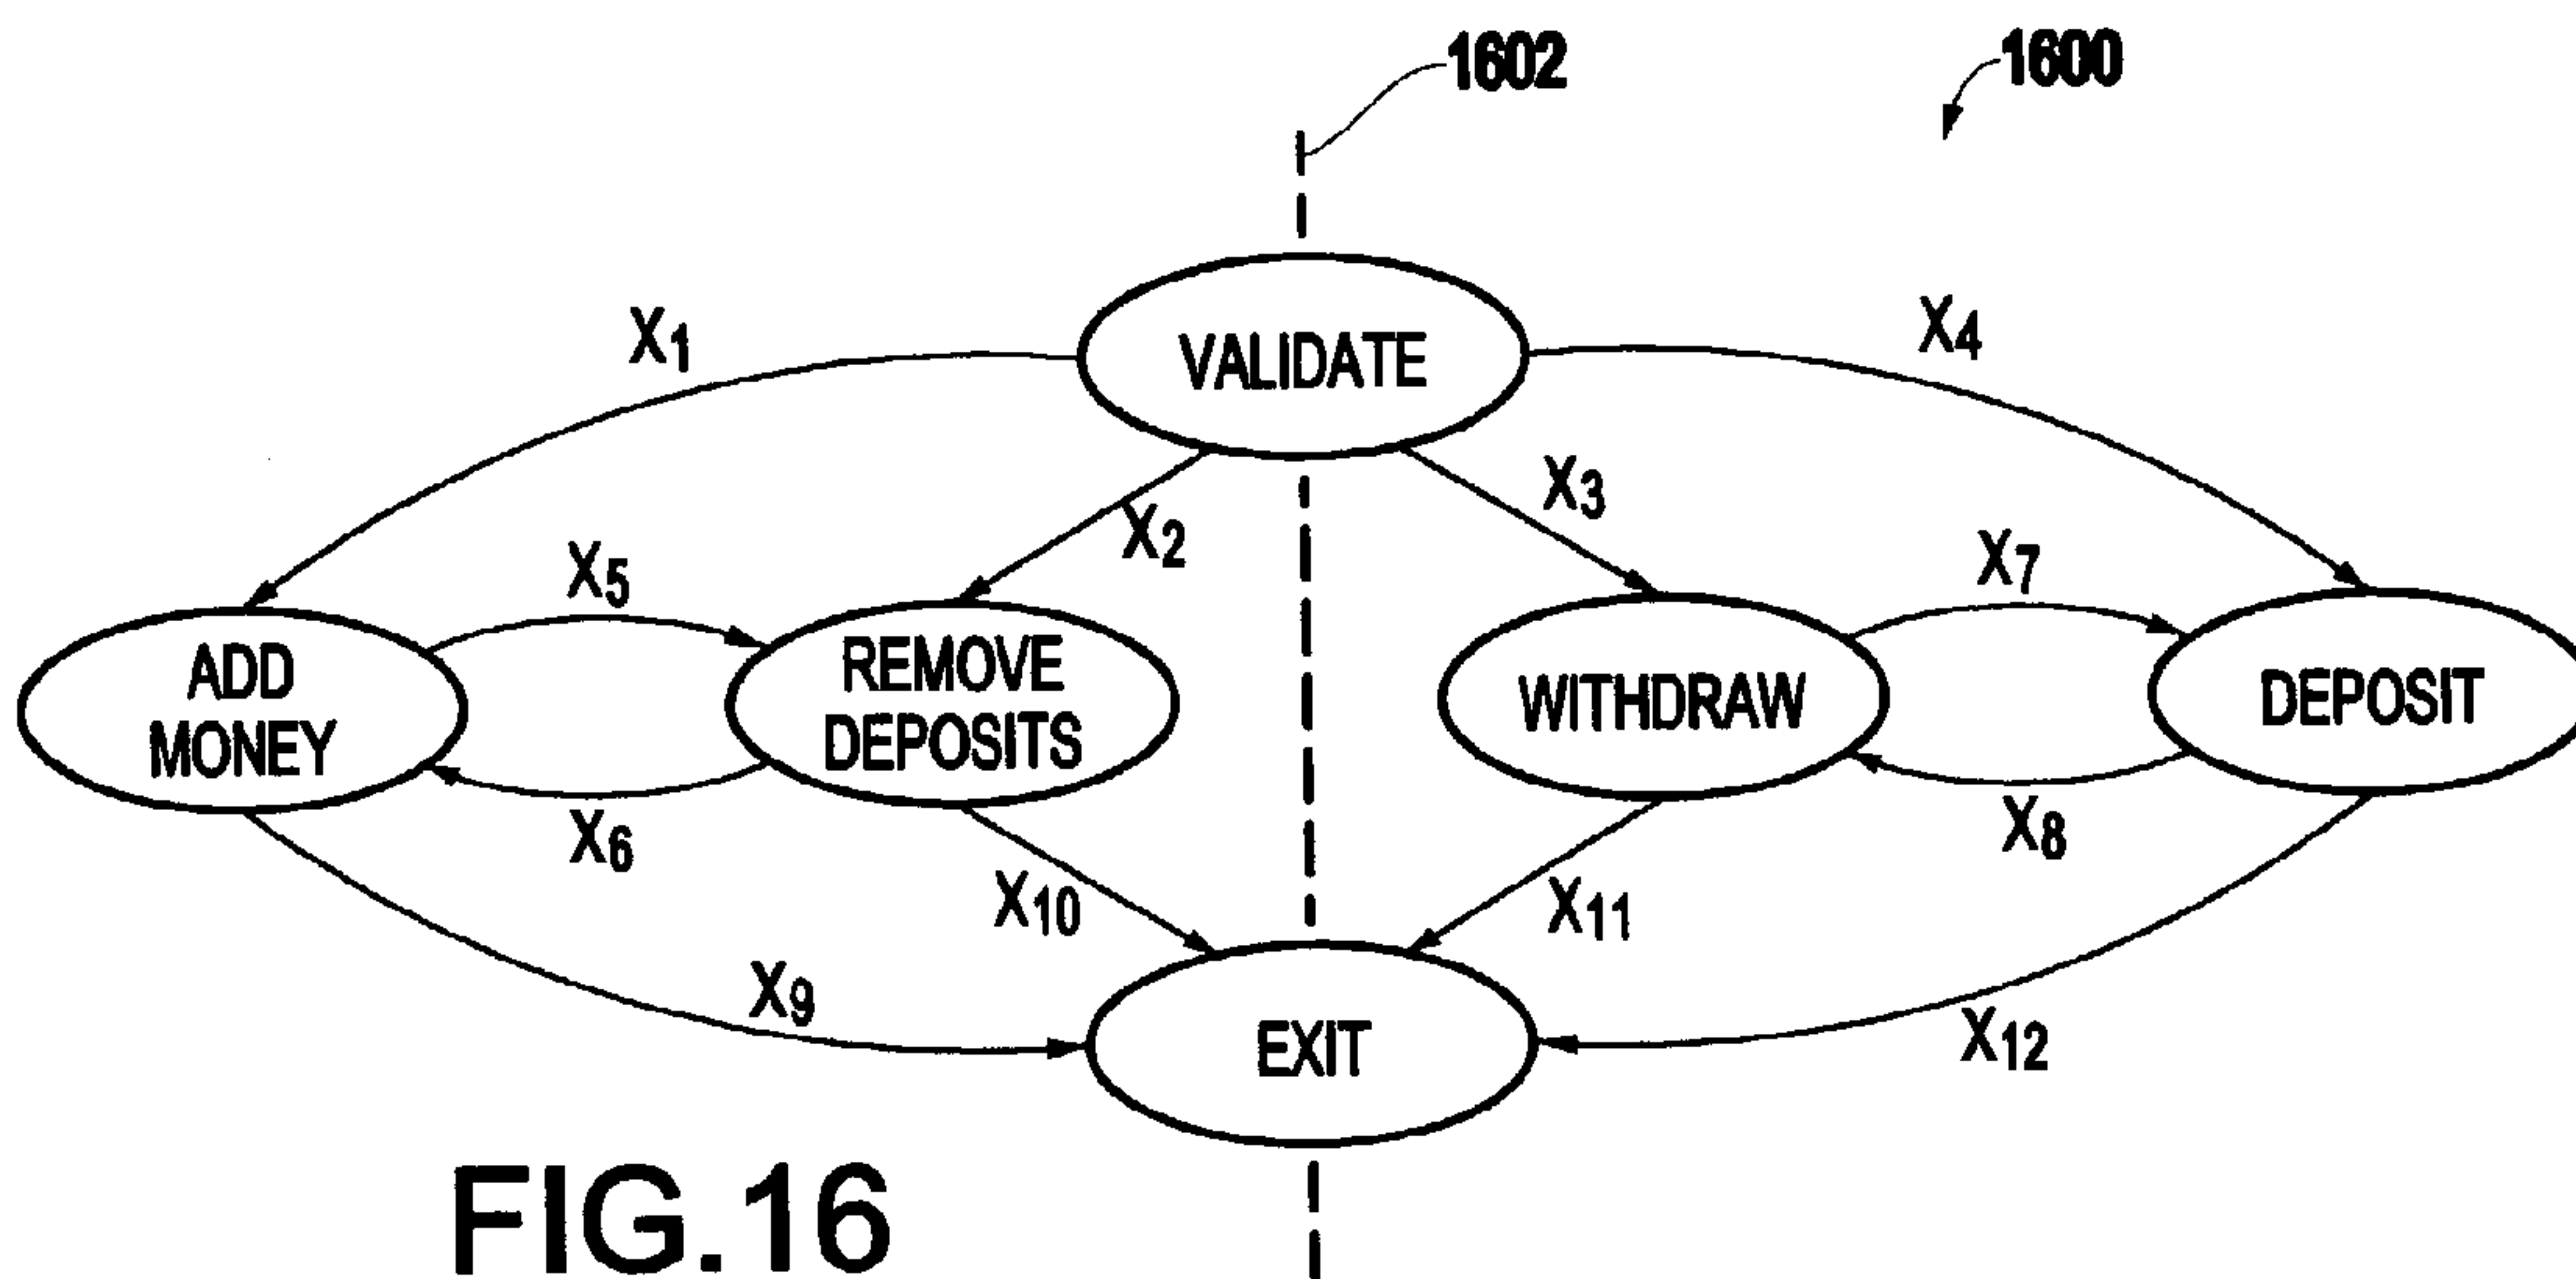 1602
1600
VALIDATE
X1
X4
X2
X3
X5
X7
ADD
MONEY
REMOVE
DEPOSITS
WITHDRAW
DEPOSIT
X6
X8
X10
X11
X9
X12
EXIT
FIG.16